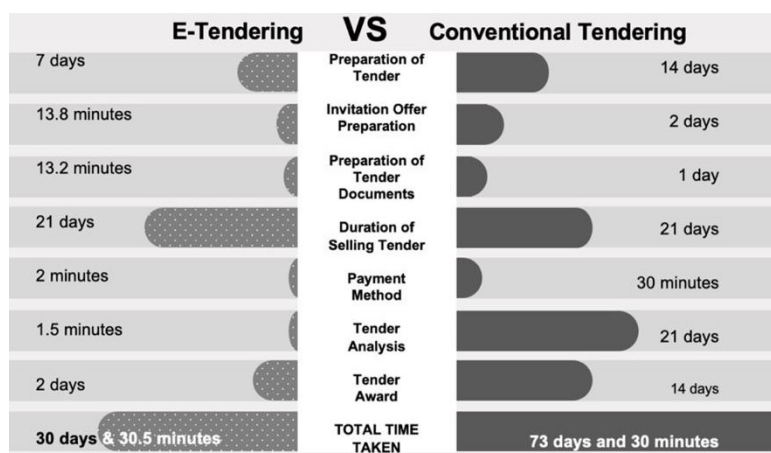 E-Tendering VS Conventional Tendering
7 days
Preparation of
Tender
14 days
13.8 minutes
Invitation Offer
Preparation
2 days
13.2 minutes
Preparation of
Tender
Documents
1 day
21 days
Duration of
Selling Tender
21 days
2 minutes
Payment
Method
30 minutes
1.5 minutes
Tender
Analysis
21 days
2 days
Tender
Award
14 days
30 days & 30.5 minutes
TOTAL TIME
TAKEN
73 days and 30 minutes